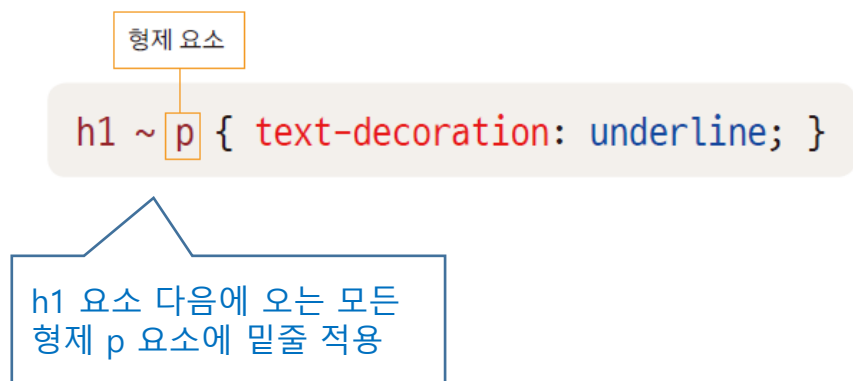 형제 요소
h1 ~ p { text-decoration: underline; }
h1 요소 다음에 오는 모든
형제 p 요소에 밑줄 적용